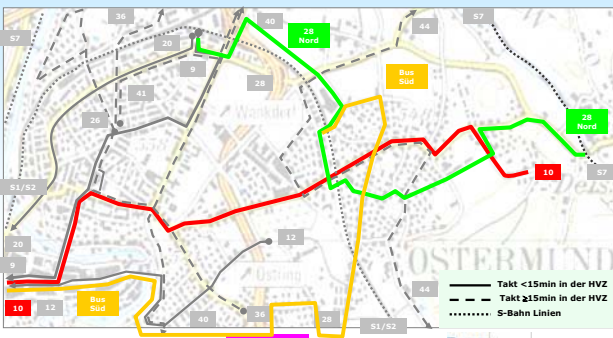 36
40
44
S7
28
Nord
S7
20
9
28
Bus
Süd
41
Wankdorf
26
28
Nord
S7
10
S1/S2
12
20
9
OSTERMUND
10
12
Bus
Süd
40
36
28
S1/S2
44
Takt <15min in der HVZ
Takt ≥15min in der HVZ
S-Bahn Linien